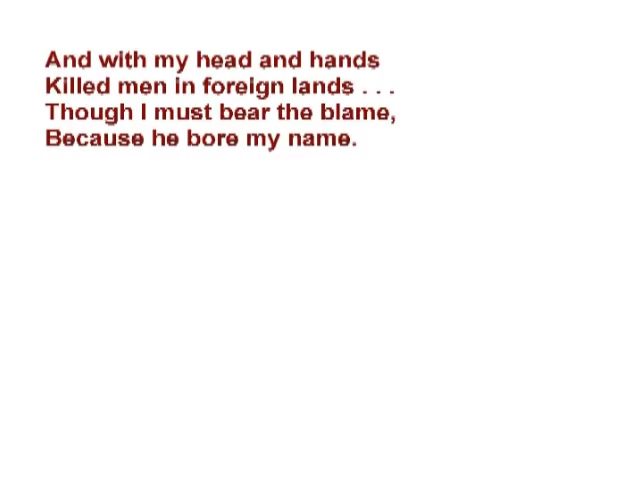 And with my head and hands
Killed men in foreign lands . . .
Though I must bear the blame,
Because he bore my name.